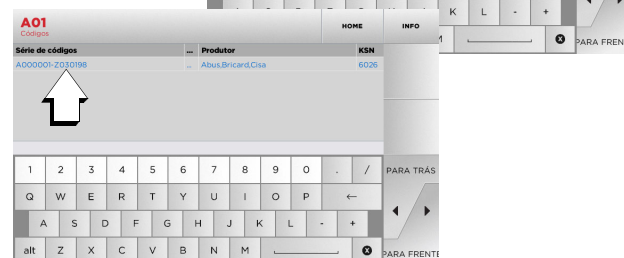 K L - +
M PARA FREN
A01 HOME INFO
Códigos
Série de códigos ... Produtor KSN
A000001-Z030198 ... Abus,Bricard,Cisa 6026
1 2 3 4 5 6 7 8 9 0 . / PARA TRÁS
Q W E R T Y U I O P ←
A S D F G H J K L - +
alt Z X C V B N M PARA FRENTE